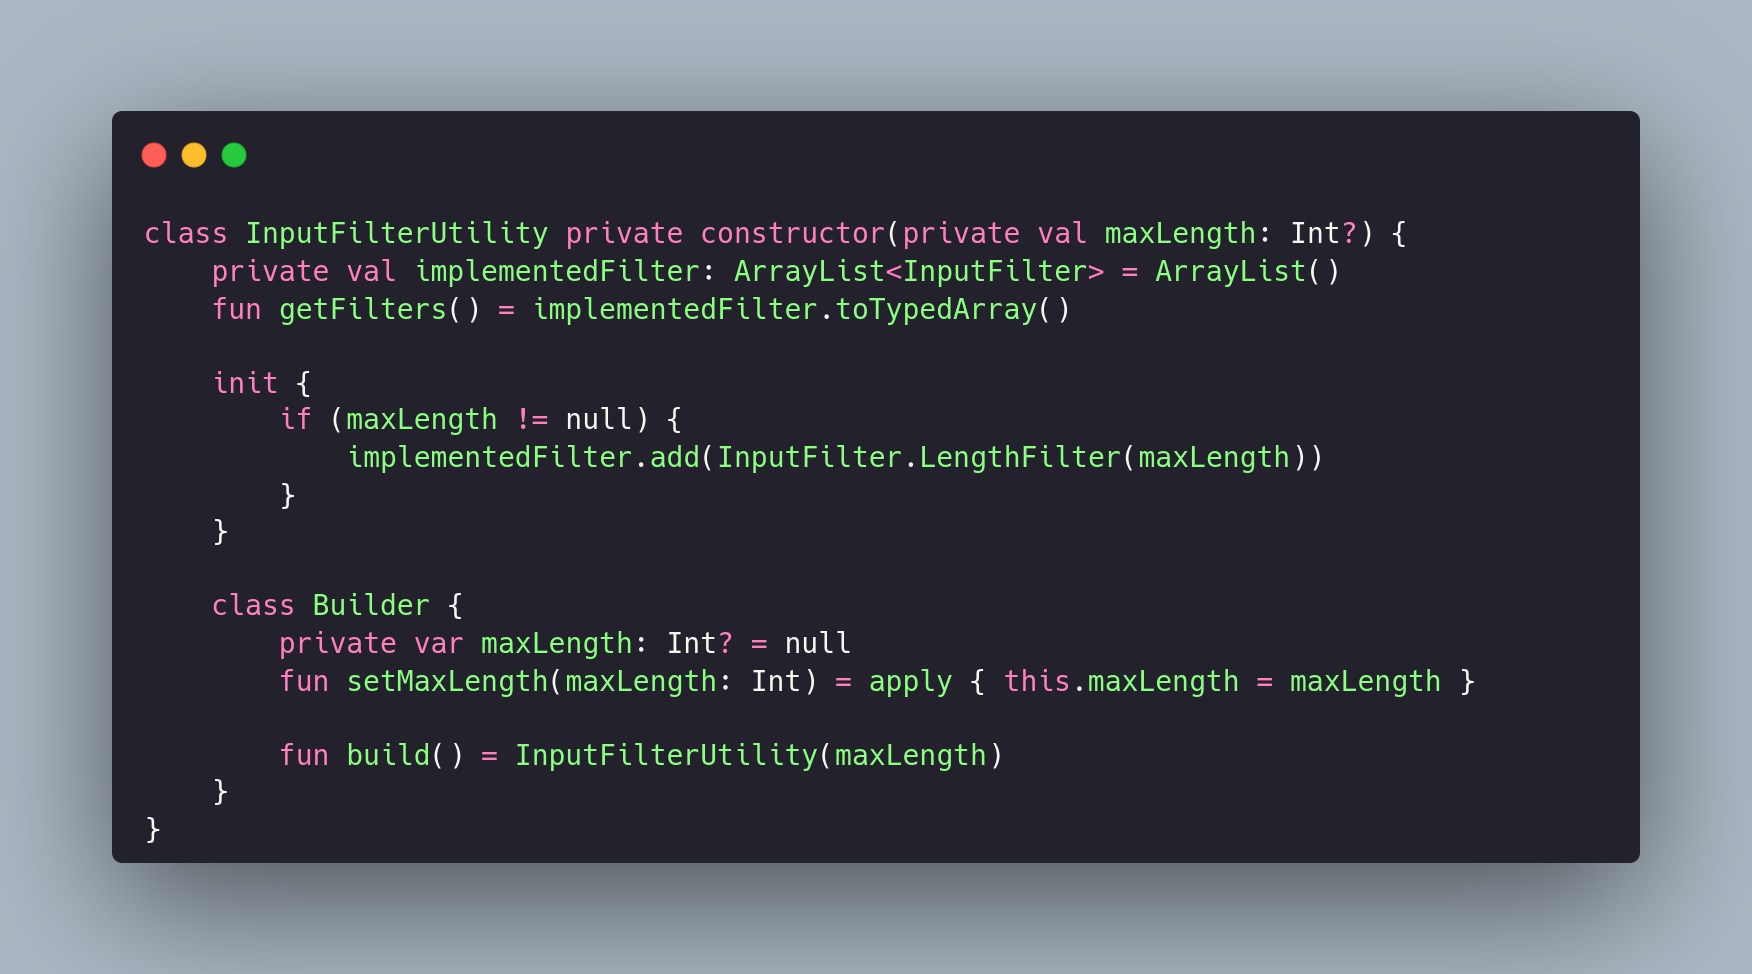 class InputFilterUtility private constructor(private val maxLength: Int?) {
    private val implementedFilter: ArrayList<InputFilter> = ArrayList()
    fun getFilters() = implementedFilter.toTypedArray()

    init {
        if (maxLength != null) {
            implementedFilter.add(InputFilter.LengthFilter(maxLength))
        }
    }

    class Builder {
        private var maxLength: Int? = null
        fun setMaxLength(maxLength: Int) = apply { this.maxLength = maxLength }

        fun build() = InputFilterUtility(maxLength)
    }
}